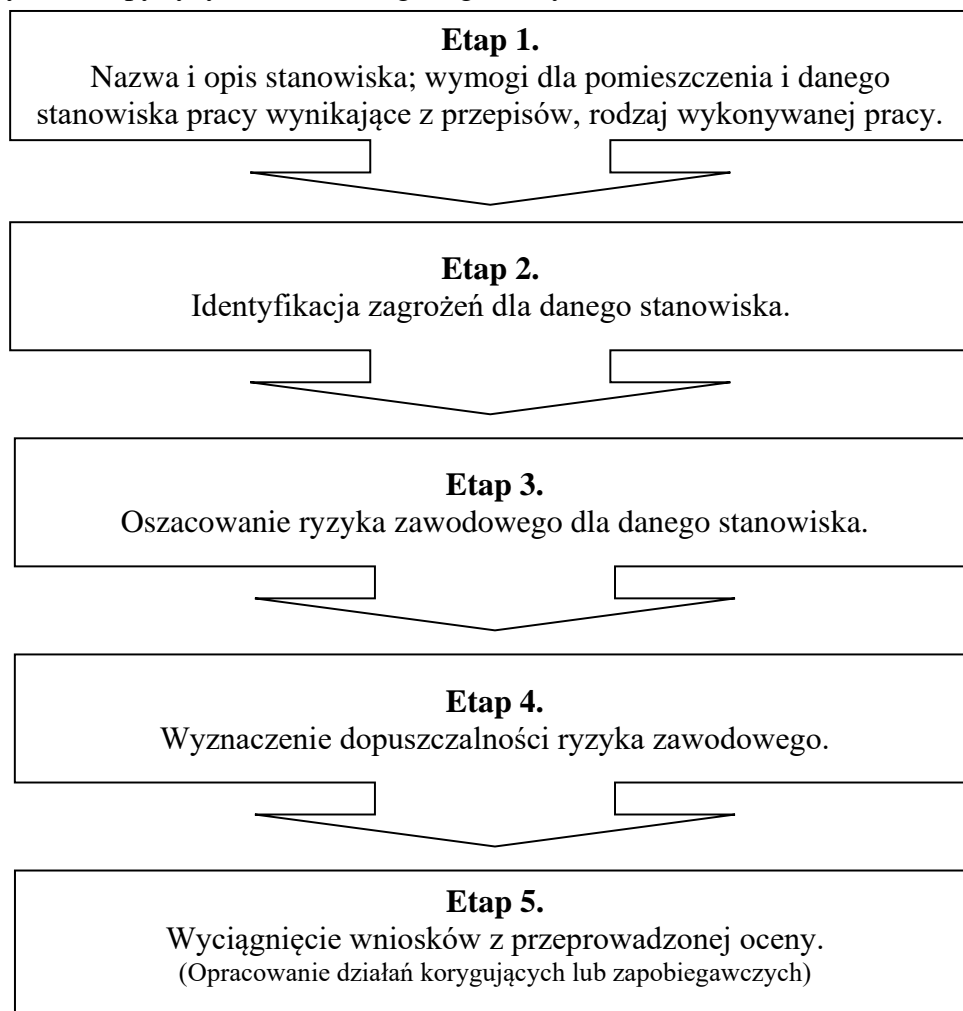 Etap 1.
Nazwa i opis stanowiska; wymogi dla pomieszczenia i danego
stanowiska pracy wynikające z przepisów, rodzaj wykonywanej pracy.
Etap 2.
Identyfikacja zagrożeń dla danego stanowiska.
Etap 3.
Oszacowanie ryzyka zawodowego dla danego stanowiska.
Etap 4.
Wyznaczenie dopuszczalności ryzyka zawodowego.
Etap 5.
Wyciągnięcie wniosków z przeprowadzonej oceny.
(Opracowanie działań korygujących lub zapobiegawczych)